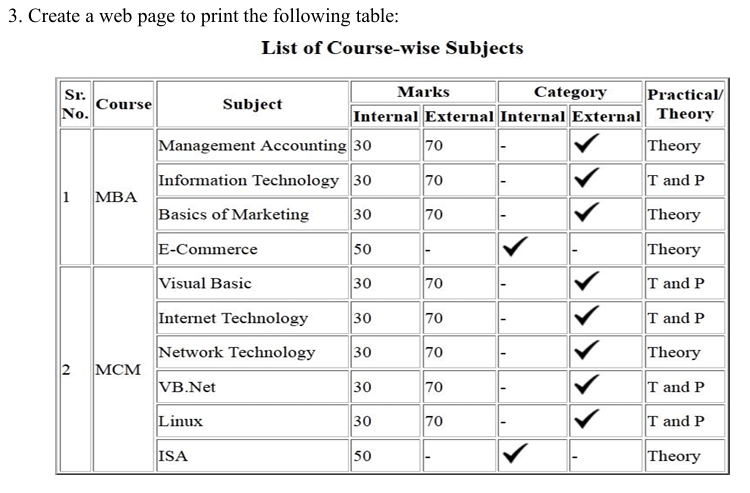 3. Create a web page to print the following table:
List of Course-wise Subjects
Sr. No. Course Subject Marks Category Practical/ Theory
Internal External Internal External
1 MBA Management Accounting 30 70 - ✔ Theory
Information Technology 30 70 - ✔ T and P
Basics of Marketing 30 70 - ✔ Theory
E-Commerce 50 - ✔ - Theory
2 MCM Visual Basic 30 70 - ✔ T and P
Internet Technology 30 70 - ✔ T and P
Network Technology 30 70 - ✔ Theory
VB.Net 30 70 - ✔ T and P
Linux 30 70 - ✔ T and P
ISA 50 - ✔ - Theory